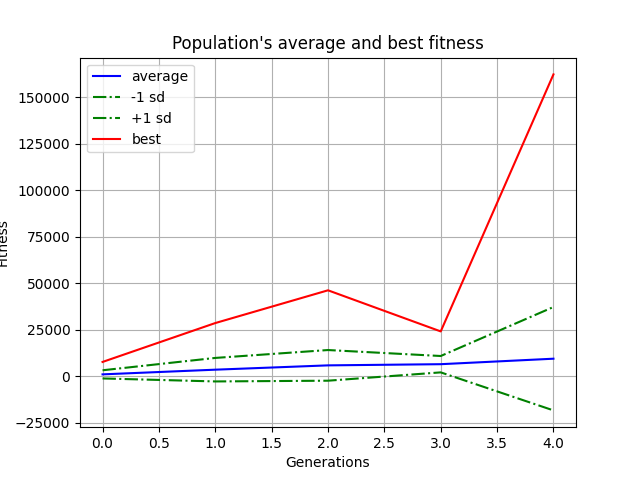 Population's average and best fitness
average
-1 sd
+1 sd
best
150000
125000
100000
75000
50000
25000
0
−25000
0.0 0.5 1.0 1.5 2.0 2.5 3.0 3.5 4.0
Generations